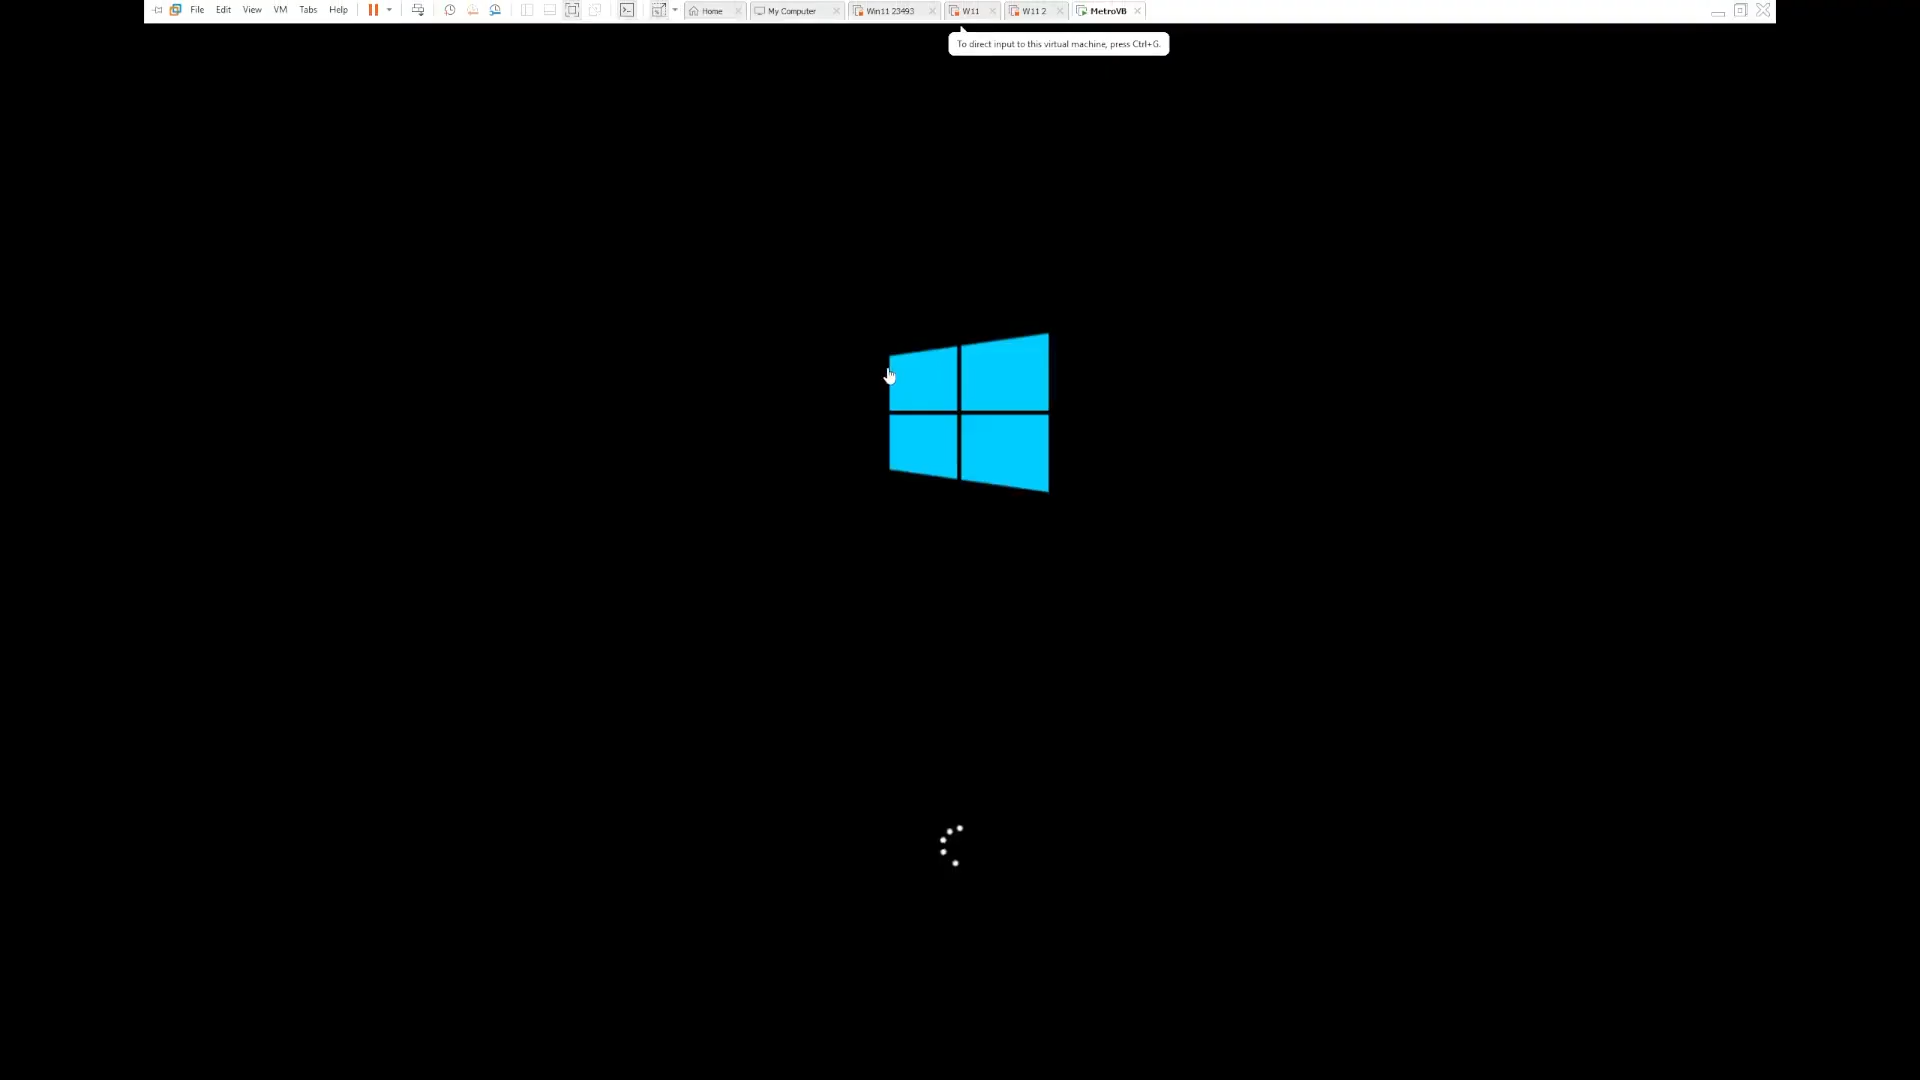 File Edit View VM Tabs Help Home My Computer Win11 23493 W11 W11 2 MetroVB
To direct input to this virtual machine, press Ctrl+G.